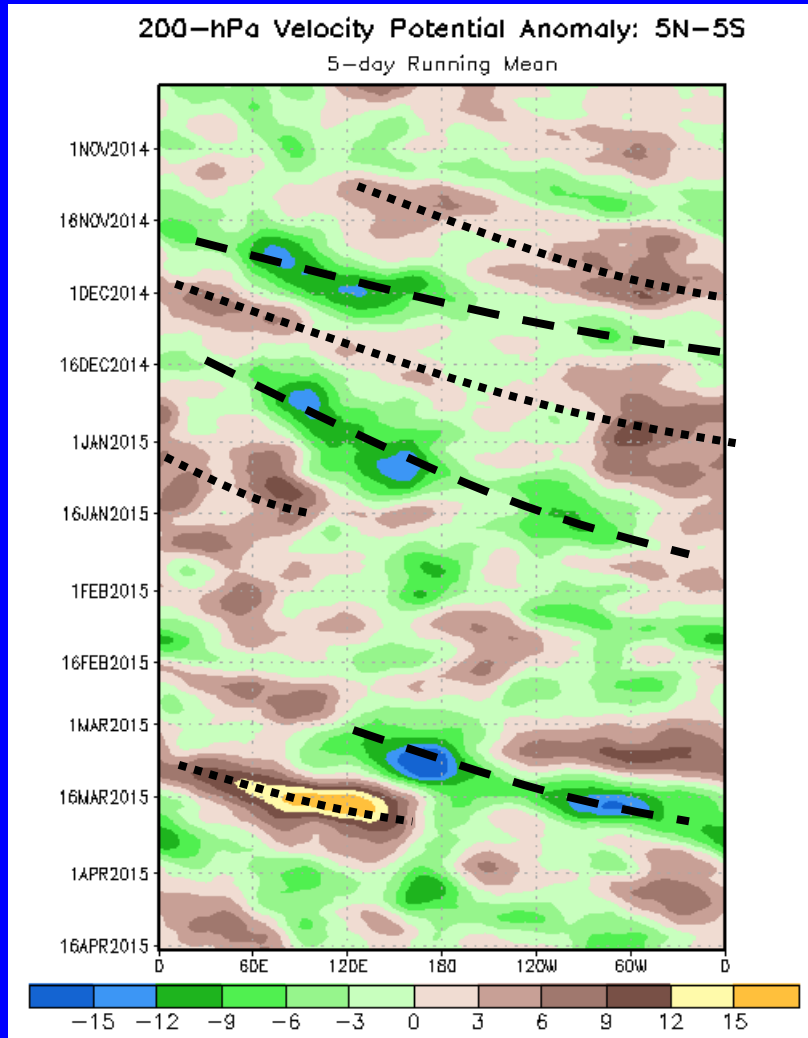 200-hPa Velocity Potential Anomaly: 5N-5S
5-day Running Mean
1NOV2014
18NOV2014
1DEC2014
16DEC2014
1JAN2015
16JAN2015
1FEB2015
16FEB2015
1MAR2015
16MAR2015
1APR2015
16APR2015
0 60E 120E 180 120W 60W 0
-15 -12 -9 -6 -3 0 3 6 9 12 15